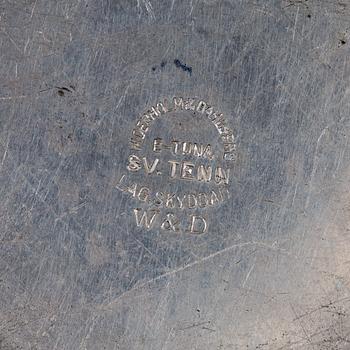 E-TUNA
SV. TENN
LAG. SKYDDAT
W & D